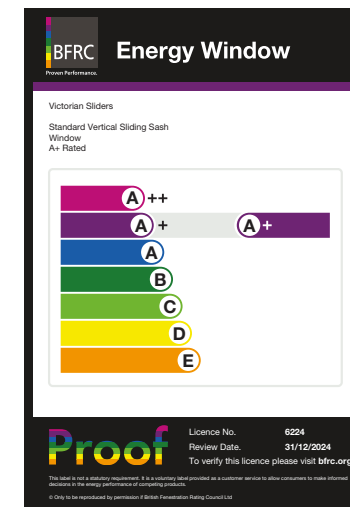 BFRC
Proven Performance.
Energy Window
Victorian Sliders
Standard Vertical Sliding Sash
Window
A+ Rated
A++
A+ A+
A
B
C
D
E
Proof
Licence No. 6224
Review Date. 31/12/2024
To verify this licence please visit bfrc.org
This label is not a statutory requirement. It is a voluntary label provided as a customer service to allow consumers to make informed
decisions in the energy performance of competing products.
© Only to be reproduced by permission if British Fenestration Rating Council Ltd